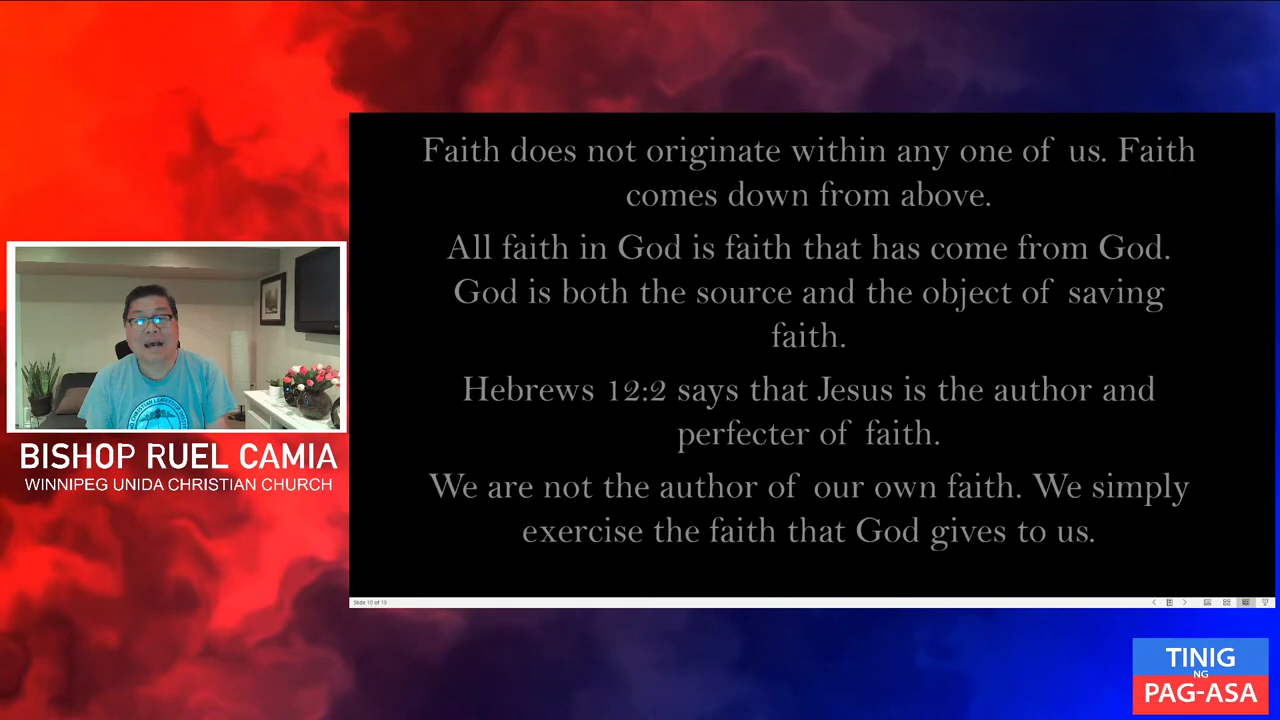 Faith does not originate within any one of us. Faith
comes down from above.
All faith in God is faith that has come from God.
God is both the source and the object of saving
faith.
Hebrews 12:2 says that Jesus is the author and
perfecter of faith.
We are not the author of our own faith. We simply
exercise the faith that God gives to us.
Slide 10 of 19
BISHOP RUEL CAMIA
WINNIPEG UNIDA CHRISTIAN CHURCH
TINIG
NG
PAG-ASA